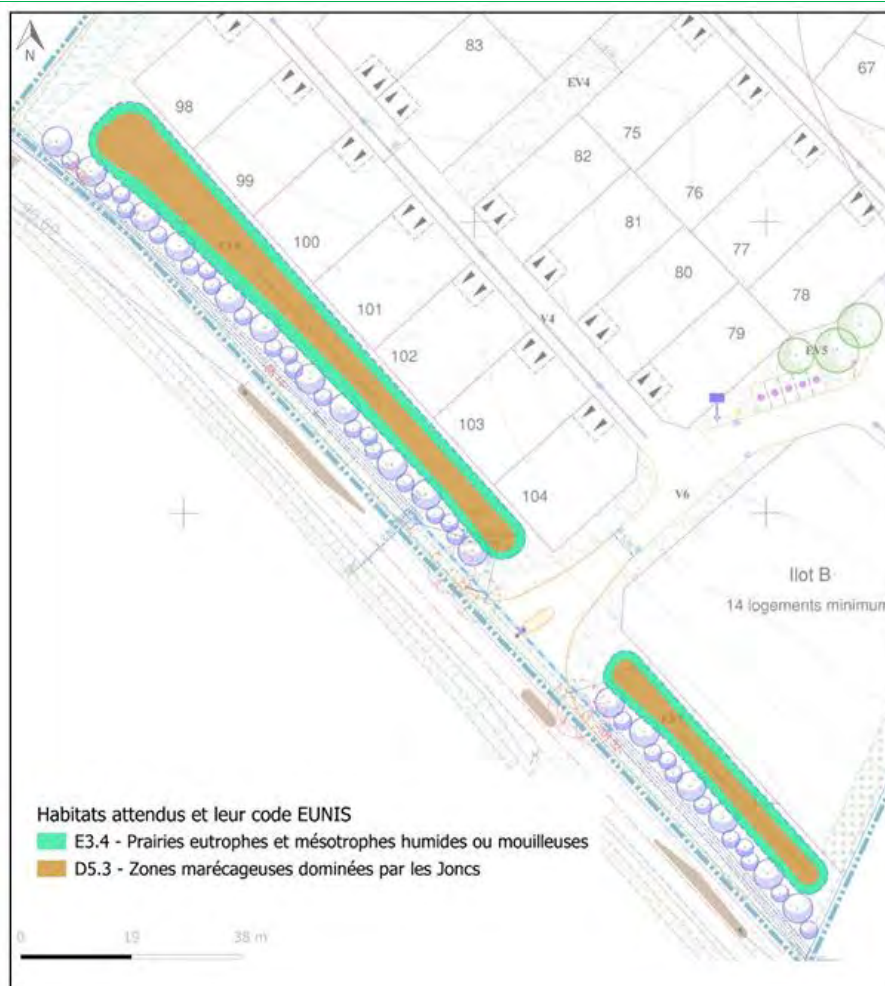 N
83
67
98
EV4
75
82
99
76
81
100
77
80
78
101
V4
79
EV5
102
103
104
V6
Ilot B
14 logements minimum
Habitats attendus et leur code EUNIS
E3.4 - Prairies eutrophes et mésotrophes humides ou mouilleuses
D5.3 - Zones marécageuses dominées par les Joncs
0 19 38 m